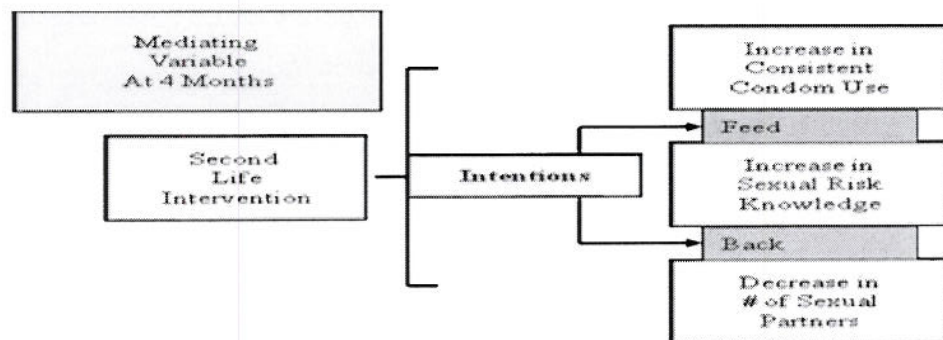 Mediating
Variable
At 4 Months
Second
Life
Intervention
Intentions
Increase in
Consistent
Condom Use
Feed
Increase in
Sexual Risk
Knowledge
Back
Decrease in
# of Sexual
Partners